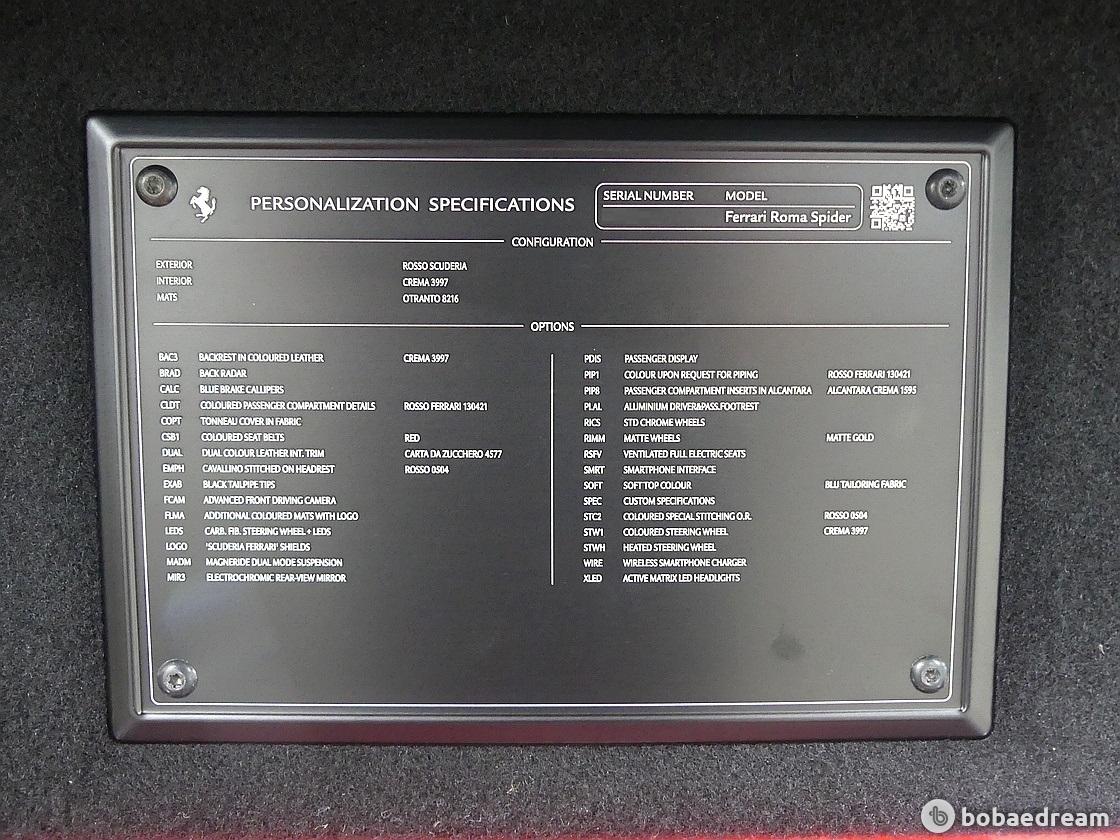 PERSONALIZATION SPECIFICATIONS
SERIAL NUMBER MODEL
Ferrari Roma Spider
CONFIGURATION
EXTERIOR ROSSO SCUDERIA
INTERIOR CREMA 3997
MATS OTRANTO 8216
OPTIONS
BAC3 BACKREST IN COLOURED LEATHER CREMA 3997
BRAD BACK RADAR
CALC BLUE BRAKE CALLIPERS
CLDT COLOURED PASSENGER COMPARTMENT DETAILS ROSSO FERRARI 130421
COPT TONNEAU COVER IN FABRIC
CSB1 COLOURED SEAT BELTS RED
DUAL DUAL COLOUR LEATHER INT. TRIM CARTA DA ZUCCHERO 4577
EMPH CAVALLINO STITCHED ON HEADREST ROSSO 0504
EXAB BLACK TAILPIPE TIPS
FCAM ADVANCED FRONT DRIVING CAMERA
FLMA ADDITIONAL COLOURED MATS WITH LOGO
LEDS CARB. FIB. STEERING WHEEL + LEDS
LOGO 'SCUDERIA FERRARI' SHIELDS
MADM MAGNERIDE DUAL MODE SUSPENSION
MIR3 ELECTROCHROMIC REAR-VIEW MIRROR
PDIS PASSENGER DISPLAY
PIP1 COLOUR UPON REQUEST FOR PIPING ROSSO FERRARI 130421
PIP8 PASSENGER COMPARTMENT INSERTS IN ALCANTARA ALCANTARA CREMA 1595
PLAL ALUMINIUM DRIVER&PASS.FOOTREST
RICS STD CHROME WHEELS
RIMM MATTE WHEELS MATTE GOLD
RSFV VENTILATED FULL ELECTRIC SEATS
SMRT SMARTPHONE INTERFACE
SOFT SOFT TOP COLOUR BLU TAILORING FABRIC
SPEC CUSTOM SPECIFICATIONS
STC2 COLOURED SPECIAL STITCHING O.R. ROSSO 0504
STW1 COLOURED STEERING WHEEL CREMA 3997
STWH HEATED STEERING WHEEL
WIRE WIRELESS SMARTPHONE CHARGER
XLED ACTIVE MATRIX LED HEADLIGHTS
bobaedream